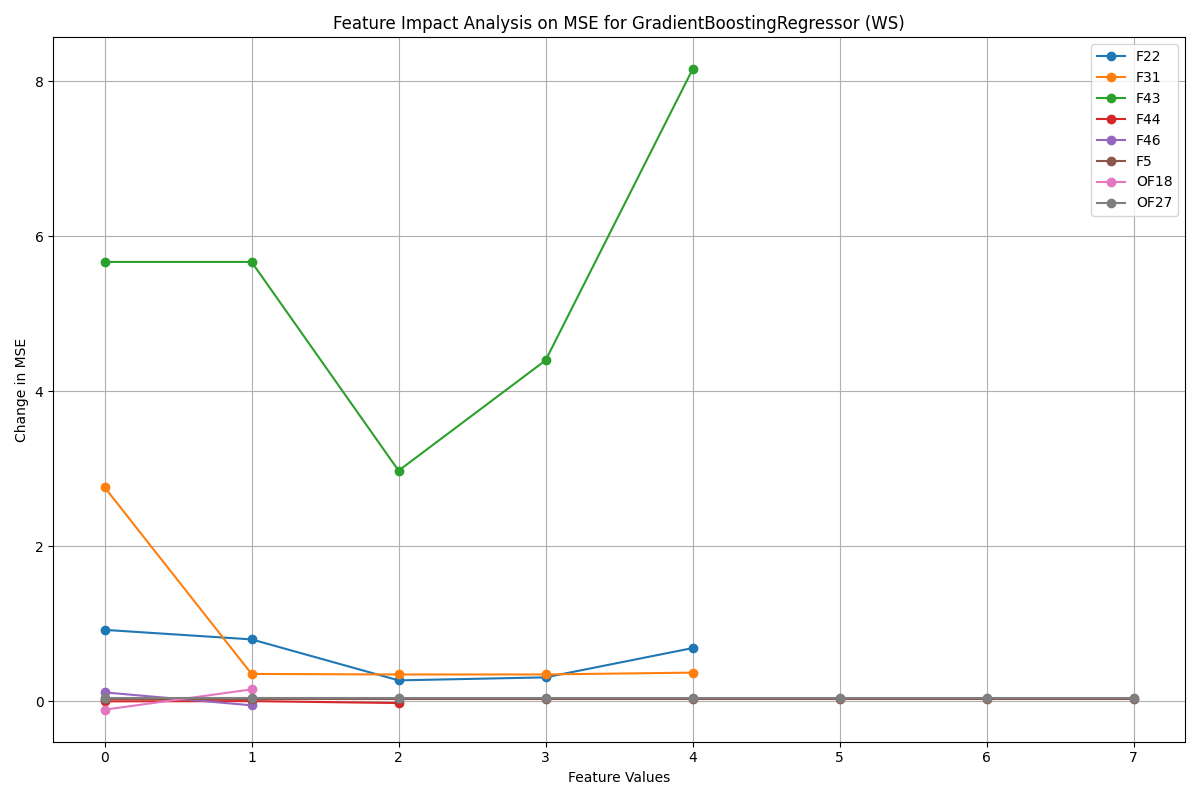 Feature Impact Analysis on MSE for GradientBoostingRegressor (WS)
F22
F31
F43
F44
F46
F5
OF18
OF27
Change in MSE
8
6
4
2
0
0 1 2 3 4 5 6 7
Feature Values